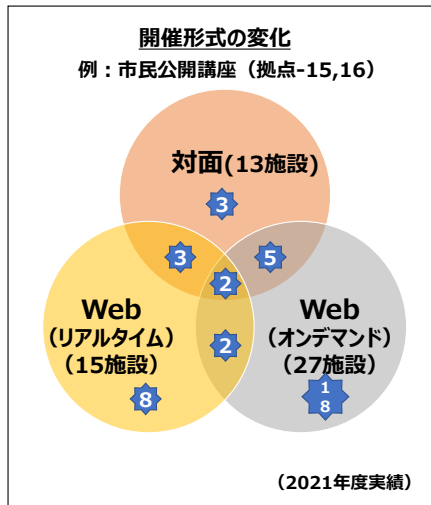 開催形式の変化
例：市民公開講座（拠点-15,16）
対面(13施設)
3
3
5
2
Web
（リアルタイム）
（15施設）
2
Web
（オンデマンド）
（27施設）
8
1
8
（2021年度実績）